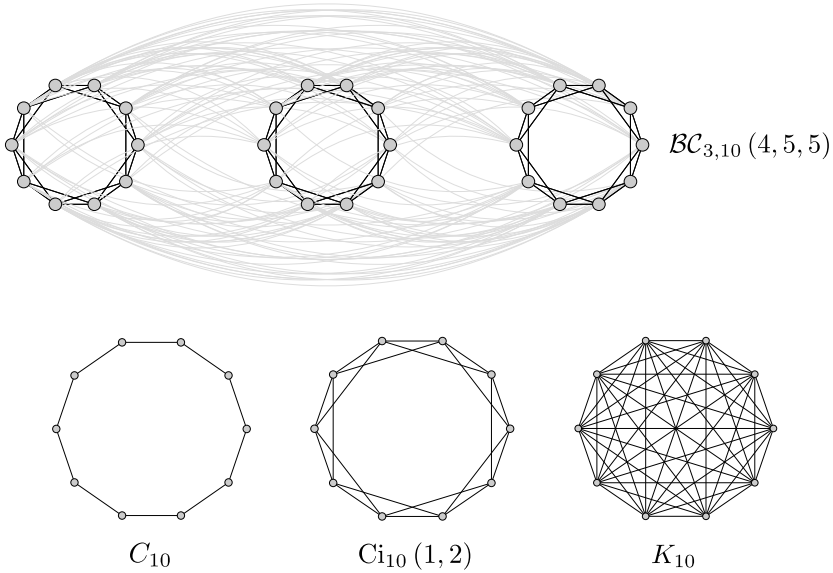 ℬ𝒞₃,₁₀ (4, 5, 5)
C₁₀
Ci₁₀ (1, 2)
K₁₀